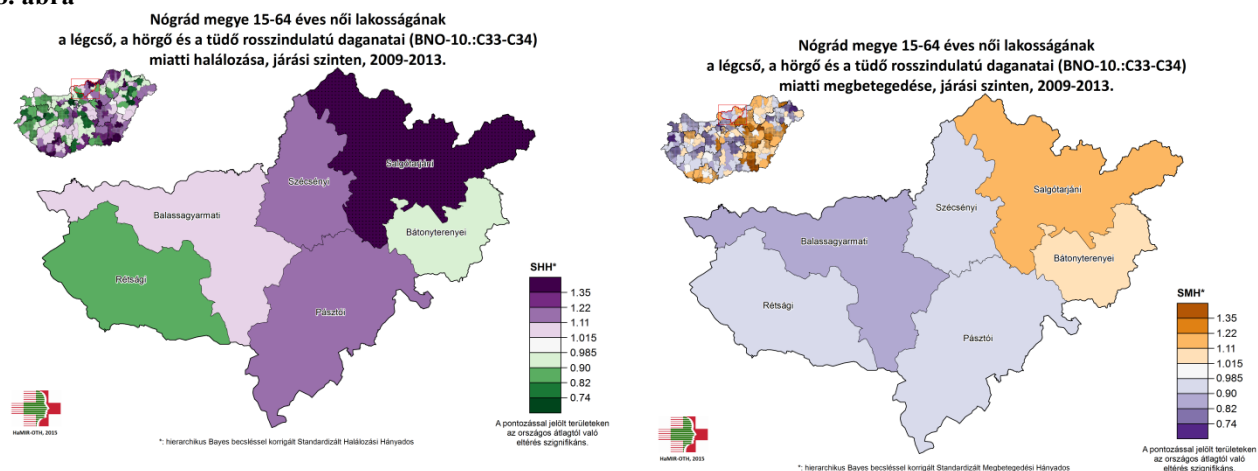 Nógrád megye 15-64 éves női lakosságának
a légcső, a hörgő és a tüdő rosszindulatú daganatai (BNO-10.:C33-C34)
miatti halálozása, járási szinten, 2009-2013.
Salgótarjáni
Szécsényi
Balassagyarmati
Bátonyterenyei
Rétsági
Pásztói
SHH*
1.35
1.22
1.11
1.015
0.985
0.90
0.82
0.74
A pontozással jelölt területeken
az országos átlagtól való
eltérés szignifikáns.
HaMIR-OTH, 2015
*: hierarchikus Bayes becsléssel korrigált Standardizált Halálozási Hányados
Nógrád megye 15-64 éves női lakosságának
a légcső, a hörgő és a tüdő rosszindulatú daganatai (BNO-10.:C33-C34)
miatti megbetegedése, járási szinten, 2009-2013.
Salgótarjáni
Szécsényi
Balassagyarmati
Bátonyterenyei
Rétsági
Pásztói
SMH*
1.35
1.22
1.11
1.015
0.985
0.90
0.82
0.74
A pontozással jelölt területeken
az országos átlagtól való
eltérés szignifikáns.
HaMIR-OTH, 2015
*: hierarchikus Bayes becsléssel korrigált Standardizált Megbetegedési Hányados